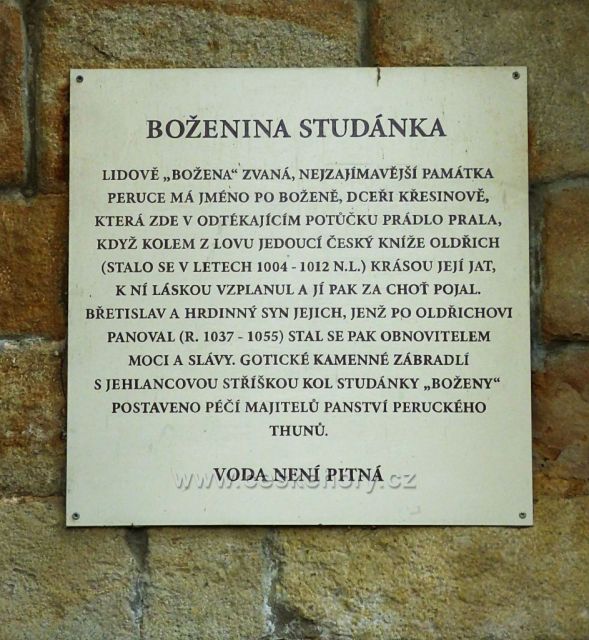 BOŽENINA STUDÁNKA
LIDOVĚ „BOŽENA" ZVANÁ, NEJZAJÍMAVĚJŠÍ PAMÁTKA
PERUCE MÁ JMÉNO PO BOŽENĚ, DCEŘI KŘESINOVĚ,
KTERÁ ZDE V ODTÉKAJÍCÍM POTŮČKU PRÁDLO PRALA,
KDYŽ KOLEM Z LOVU JEDOUCÍ ČESKÝ KNÍŽE OLDŘICH
(STALO SE V LETECH 1004 - 1012 N.L.) KRÁSOU JEJÍ JAT,
K NÍ LÁSKOU VZPLANUL A JÍ PAK ZA CHOŤ POJAL.
BŘETISLAV A HRDINNÝ SYN JEJICH, JENŽ PO OLDŘICHOVI
PANOVAL (R. 1037 - 1055) STAL SE PAK OBNOVITELEM
MOCI A SLÁVY. GOTICKÉ KAMENNÉ ZÁBRADLÍ
S JEHLANCOVOU STŘÍŠKOU KOL STUDÁNKY „BOŽENY"
POSTAVENO PÉČÍ MAJITELŮ PANSTVÍ PERUCKÉHO
THUNŮ.
VODA NENÍ PITNÁ
www.ceskehory.cz